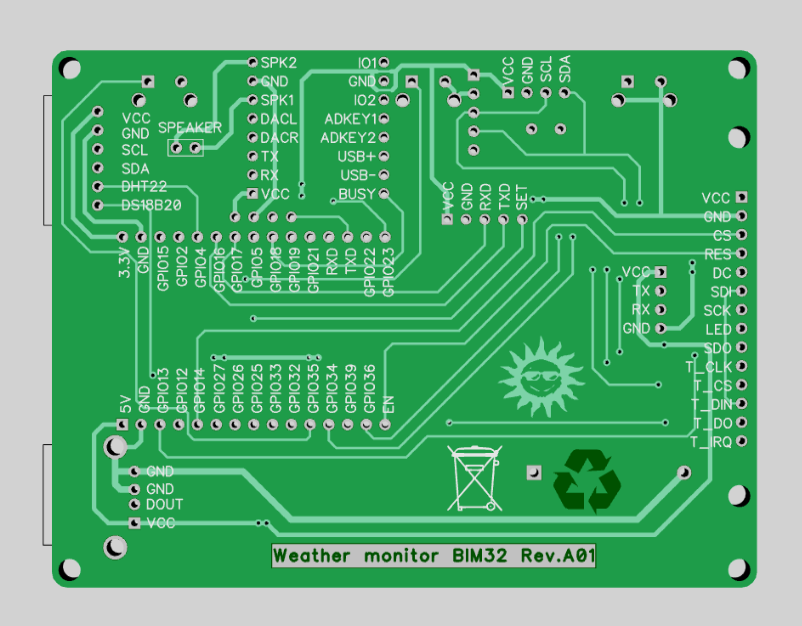 SPK2
GND
SPK1
DACL
DACR
TX
RX
VCC
IO1
GND
IO2
ADKEY1
ADKEY2
USB+
USB-
BUSY
VCC
GND
SCL
SDA
VCC
GND
SCL
SDA
DHT22
DS18B20
SPEAKER
VCC
GND
RXD
TXD
SET
3.3V
GND
GPIO15
GPIO2
GPIO4
GPIO16
GPIO17
GPIO5
GPIO18
GPIO19
GPIO21
RXD
TXD
GPIO22
GPIO23
VCC
GND
CS
RES
DC
SDI
SCK
LED
SDO
T_CLK
T_CS
T_DIN
T_DO
T_IRQ
VCC
TX
RX
GND
5V
GND
GPIO13
GPIO12
GPIO14
GPIO27
GPIO26
GPIO25
GPIO33
GPIO32
GPIO35
GPIO34
GPIO39
GPIO36
EN
GND
GND
DOUT
VCC
Weather monitor BIM32 Rev.A01